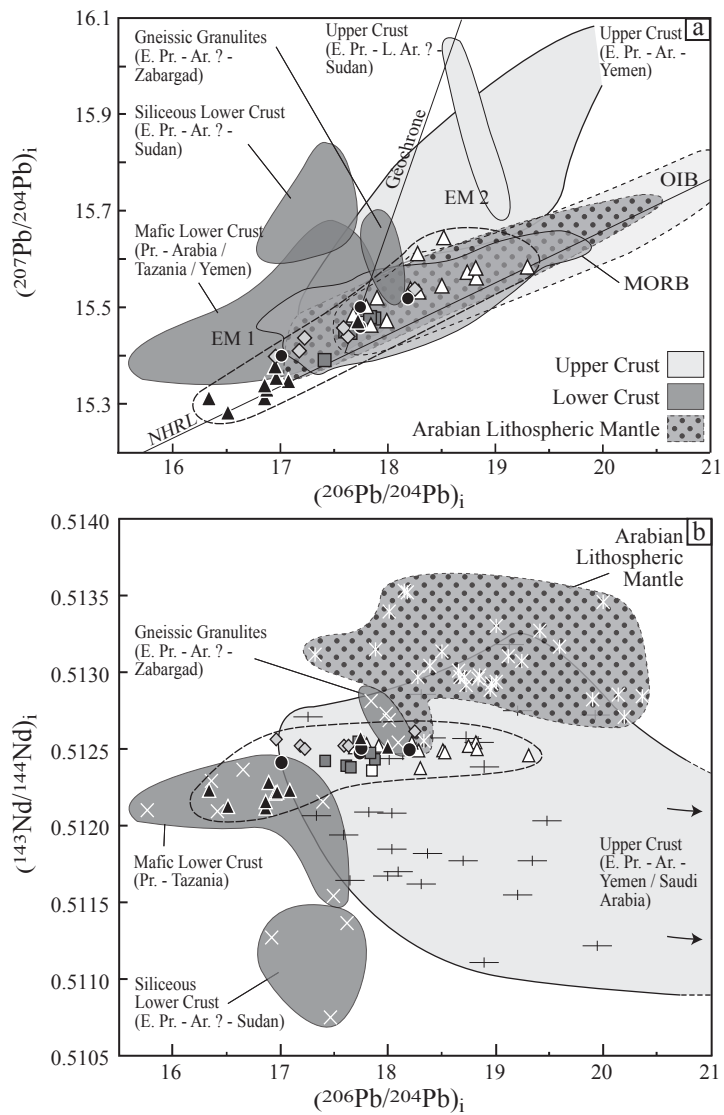 a
16.1
15.9
15.7
15.5
15.3
(207Pb/204Pb)i
Gneissic Granulites
(E. Pr. - Ar. ? -
Zabargad)
Siliceous Lower Crust
(E. Pr. - Ar. ? -
Sudan)
Mafic Lower Crust
(Pr. - Arabia /
Tazania / Yemen)
Upper Crust
(E. Pr. - L. Ar. ? -
Sudan)
Upper Crust
(E. Pr. - Ar. -
Yemen)
Geochrone
EM 2
OIB
MORB
EM 1
NHRL
Upper Crust
Lower Crust
Arabian Lithospheric Mantle
16
17
18
19
20
21
(206Pb/204Pb)i
b
0.5140
0.5135
0.5130
0.5125
0.5120
0.5115
0.5110
0.5105
(143Nd/144Nd)i
Arabian
Lithospheric
Mantle
Gneissic Granulites
(E. Pr. - Ar. ? -
Zabargad)
Mafic Lower Crust
(Pr. - Tazania)
Upper Crust
(E. Pr. - Ar. -
Yemen / Saudi
Arabia)
Siliceous
Lower Crust
(E. Pr. - Ar. ? - Sudan)
16
17
18
19
20
21
(206Pb/204Pb)i